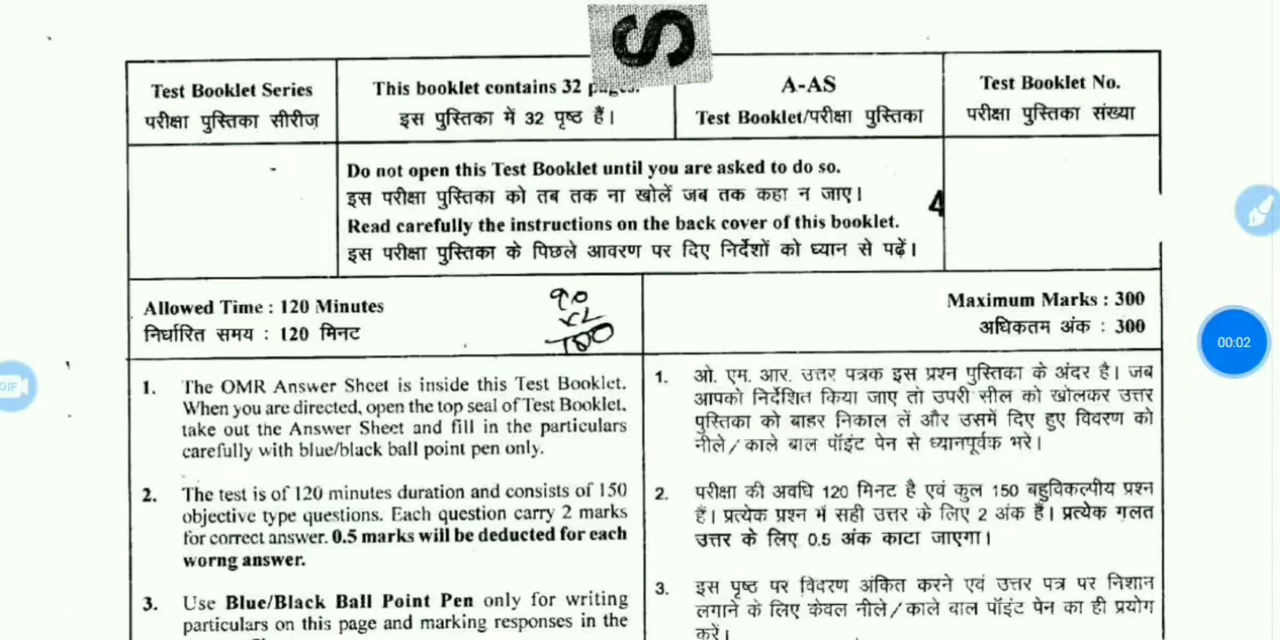 S
Test Booklet Series
परीक्षा पुस्तिका सीरीज़
This booklet contains 32 pages.
इस पुस्तिका में 32 पृष्ठ हैं।
A-AS
Test Booklet/परीक्षा पुस्तिका
Test Booklet No.
परीक्षा पुस्तिका संख्या
Do not open this Test Booklet until you are asked to do so.
इस परीक्षा पुस्तिका को तब तक ना खोलें जब तक कहा न जाए।
Read carefully the instructions on the back cover of this booklet.
इस परीक्षा पुस्तिका के पिछले आवरण पर दिए निर्देशों को ध्यान से पढ़ें।
4
Allowed Time : 120 Minutes
निर्धारित समय : 120 मिनट
90
x2
180
Maximum Marks : 300
अधिकतम अंक : 300
1. The OMR Answer Sheet is inside this Test Booklet.
When you are directed, open the top seal of Test Booklet,
take out the Answer Sheet and fill in the particulars
carefully with blue/black ball point pen only.
2. The test is of 120 minutes duration and consists of 150
objective type questions. Each question carry 2 marks
for correct answer. 0.5 marks will be deducted for each
worng answer.
3. Use Blue/Black Ball Point Pen only for writing
particulars on this page and marking responses in the
1. ओ. एम. आर. उत्तर पत्रक इस प्रश्न पुस्तिका के अंदर है। जब
आपको निर्देशित किया जाए तो उपरी सील को खोलकर उत्तर
पुस्तिका को बाहर निकाल लें और उसमें दिए हुए विवरण को
नीले/काले बाल पॉइंट पेन से ध्यानपूर्वक भरे।
2. परीक्षा की अवधि 120 मिनट है एवं कुल 150 बहुविकल्पीय प्रश्न
हैं। प्रत्येक प्रश्न में सही उत्तर के लिए 2 अंक हैं। प्रत्येक गलत
उत्तर के लिए 0.5 अंक काटा जाएगा।
3. इस पृष्ठ पर विवरण अंकित करने एवं उत्तर पत्र पर निशान
लगाने के लिए केवल नीले/काले बाल पॉइंट पेन का ही प्रयोग
करें।
GIF
00:02